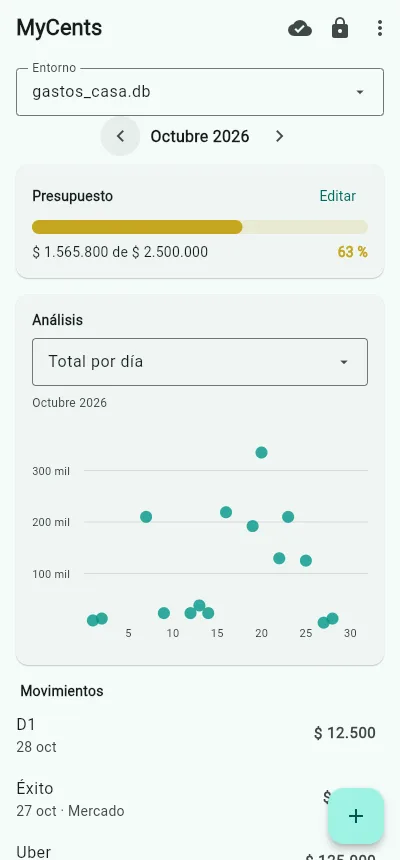 MyCents
Entorno
gastos_casa.db
Octubre 2026
Presupuesto
Editar
$ 1.565.800 de $ 2.500.000
63 %
Análisis
Total por día
Octubre 2026
300 mil
200 mil
100 mil
5 10 15 20 25 30
Movimientos
D1
$ 12.500
28 oct
Éxito
$
27 oct · Mercado
Uber
$ 125.000